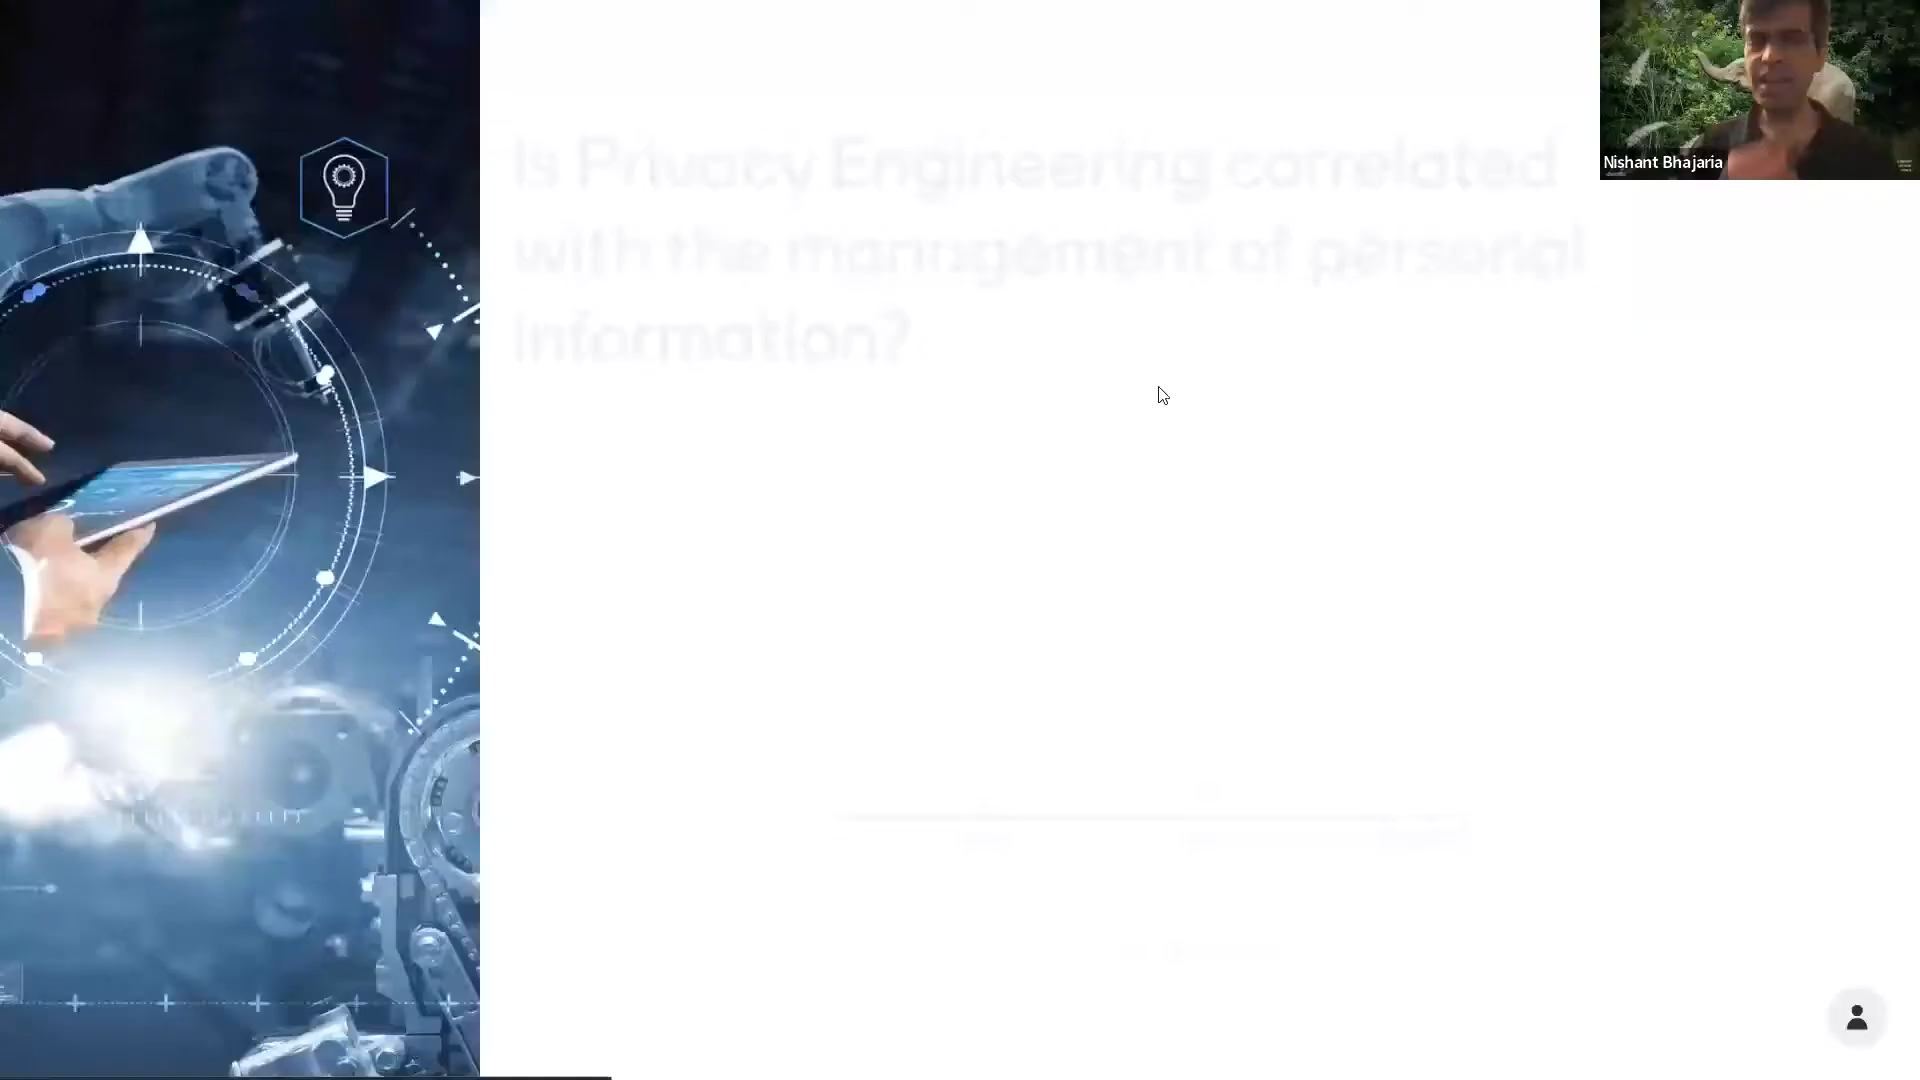 Is Privacy Engineering correlated
with the management of personal
information?
Nishant Bhajaria